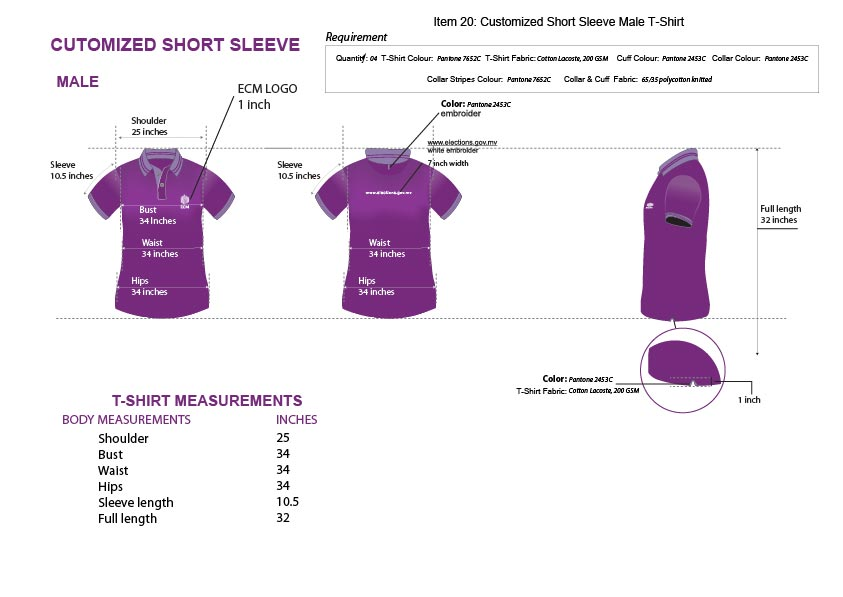 Item 20: Customized Short Sleeve Male T-Shirt
CUTOMIZED SHORT SLEEVE
Requirement
Quantitf: 04 T-Shirt Colour: Pantone 7652C T-Shirt Fabric: Cotton Lacoste, 200 GSM Cuff Colour: Pantone 2453C Collar Colour: Pantone 2453C
Collar Stripes Colour: Pantone 7652C Collar & Cuff Fabric: 65/35 polycotton knitted
MALE
ECM LOGO
1 inch
Color: Pantone 2453C
embroider
Shoulder
25 inches
www.elections.gov.mv
white embroider
7 inch width
Sleeve
10.5 inches
Sleeve
10.5 inches
www.elections.gov.mv
ECM
Bust
34 Inches
Full length
32 inches
Waist
34 inches
Waist
34 inches
Hips
34 inches
Hips
34 inches
Color: Pantone 2453C
T-Shirt Fabric: Cotton Lacoste, 200 GSM
1 inch
T-SHIRT MEASUREMENTS
BODY MEASUREMENTS INCHES
Shoulder 25
Bust 34
Waist 34
Hips 34
Sleeve length 10.5
Full length 32